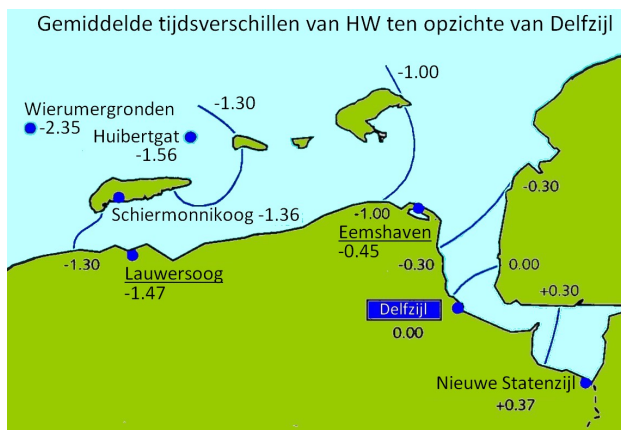 Gemiddelde tijdsverschillen van HW ten opzichte van Delfzijl
-1.00
-1.30
Wierumergronden
-2.35
Huibertgat
-1.56
-0.30
Schiermonnikoog -1.36
-1.00
Eemshaven
-0.45
-1.30
Lauwersoog
-1.47
-0.30
0.00
+0.30
Delfzijl
0.00
Nieuwe Statenzijl
+0.37